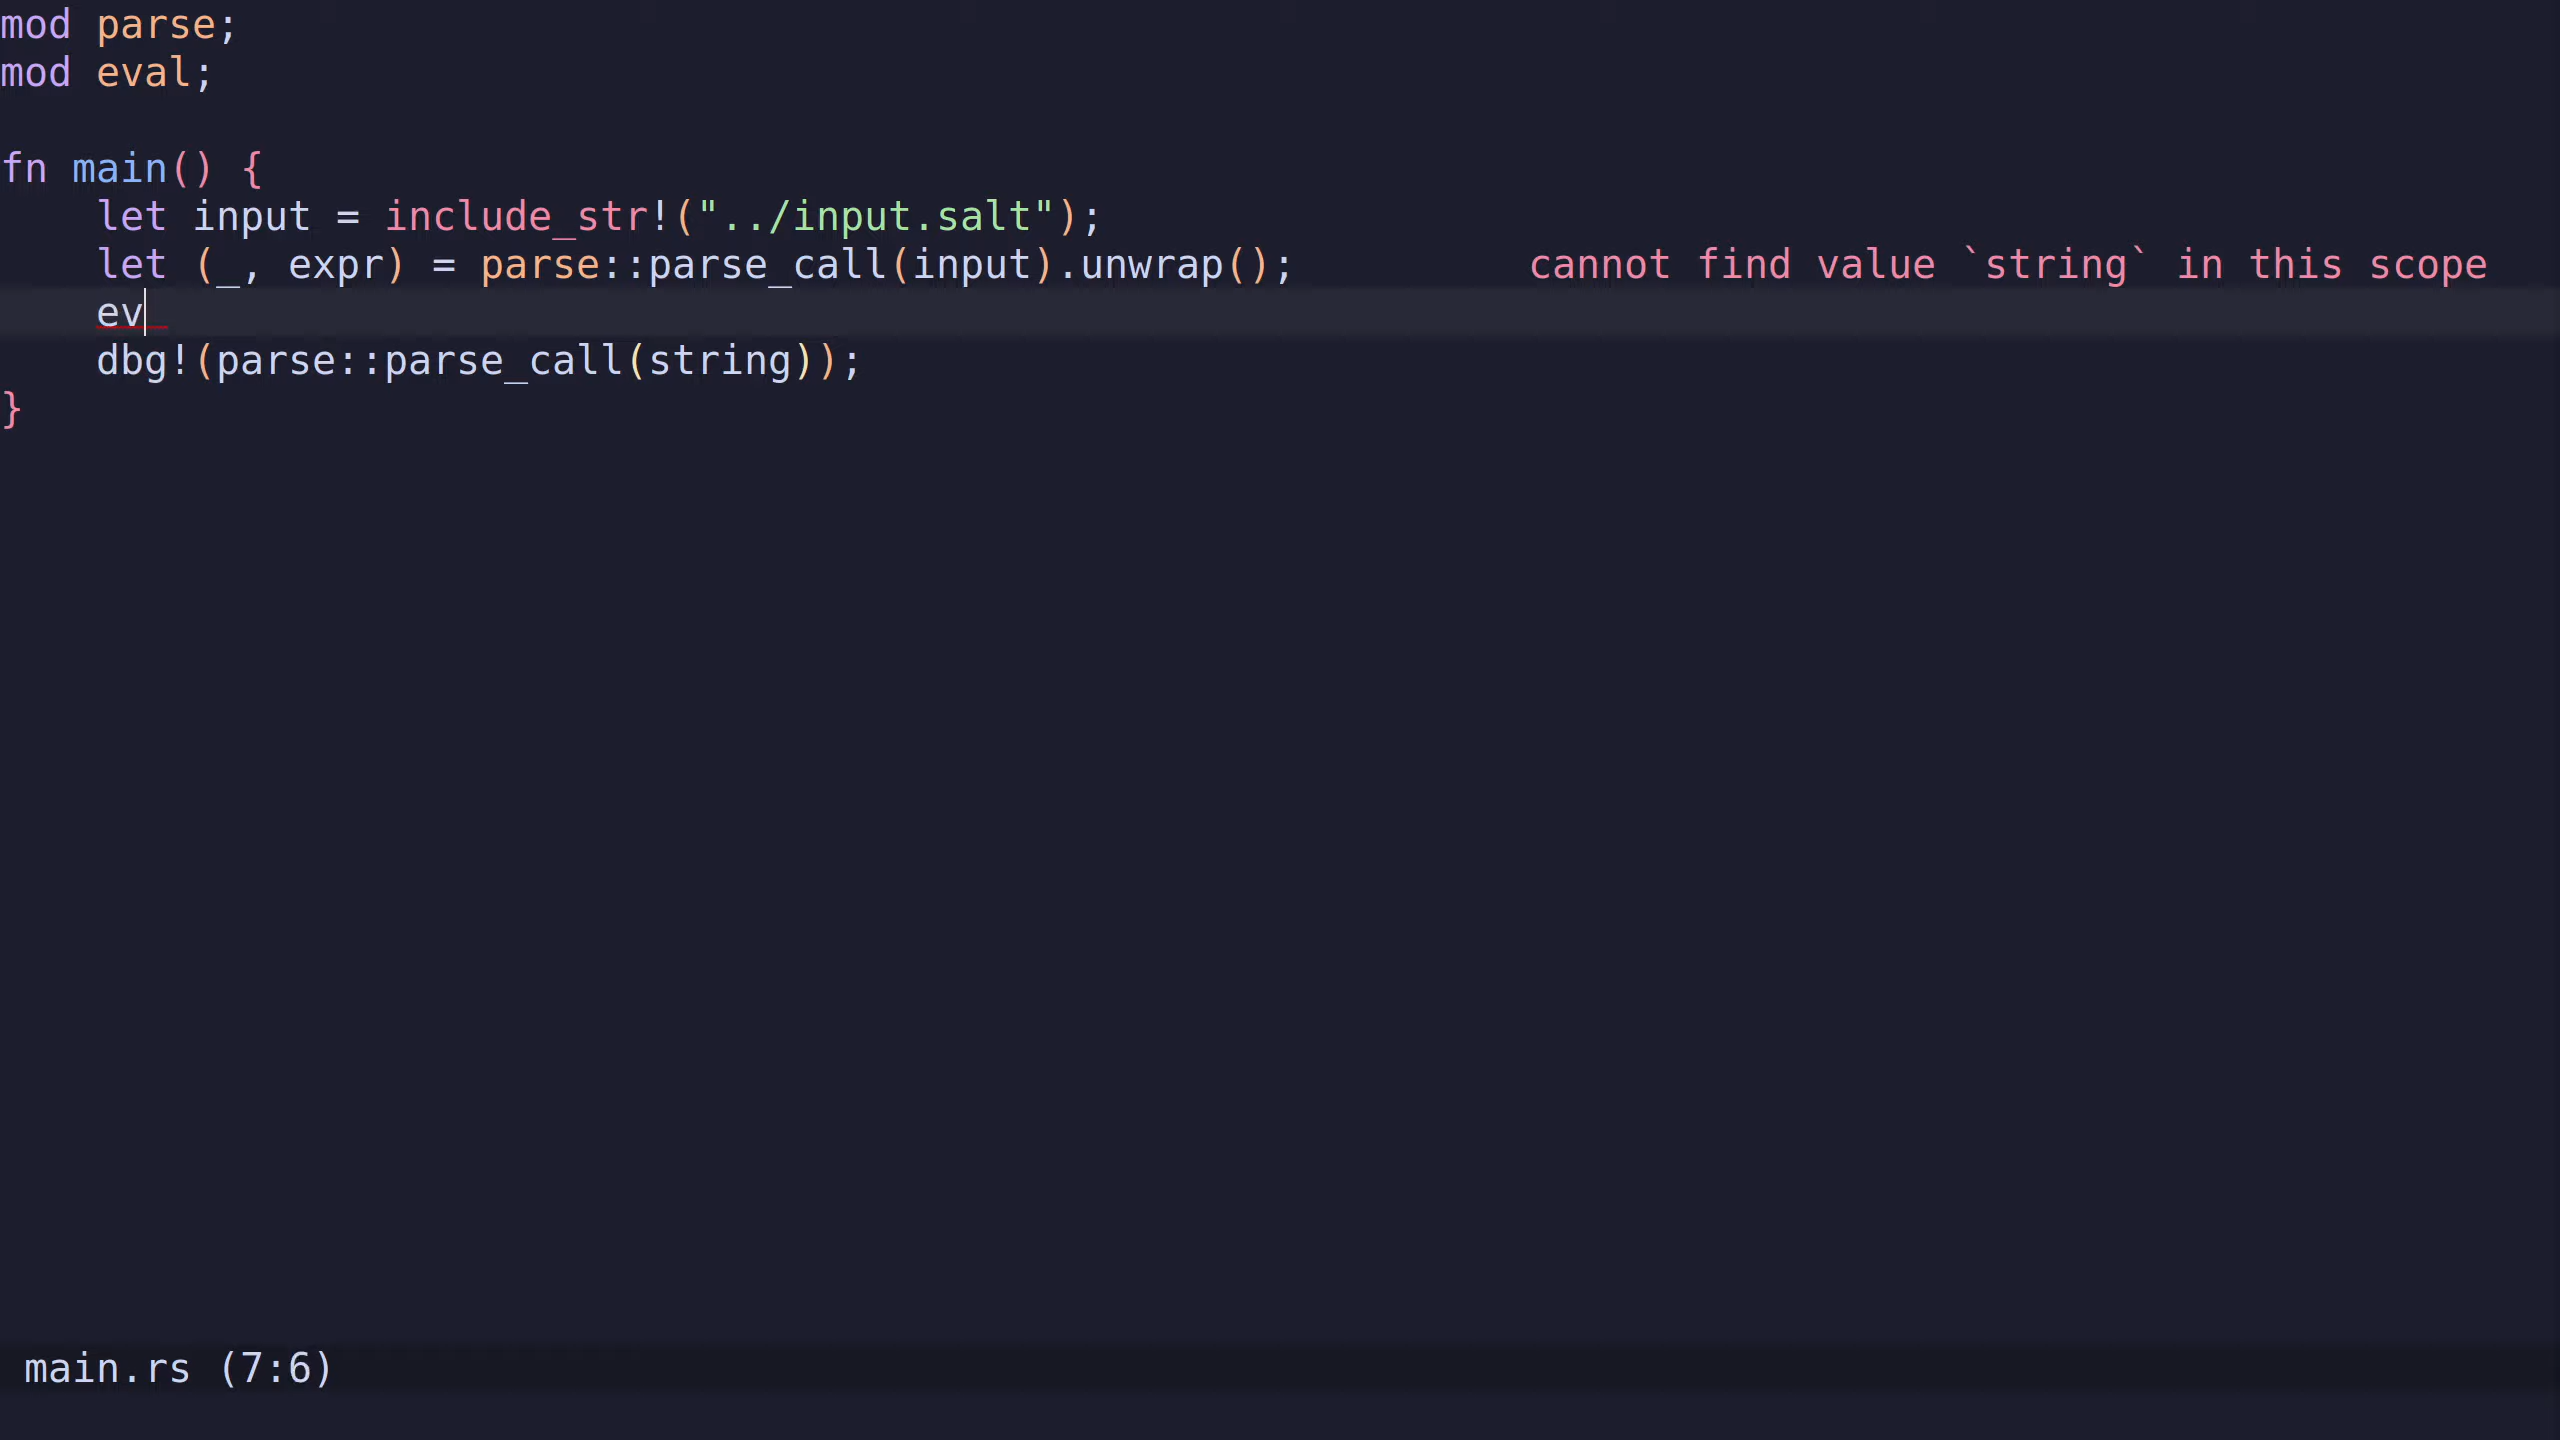 mod parse;
mod eval;
fn main() {
    let input = include_str!("../input.salt");
    let (_, expr) = parse::parse_call(input).unwrap();          cannot find value `string` in this scope
    ev
    dbg!(parse::parse_call(string));
}
main.rs (7:6)